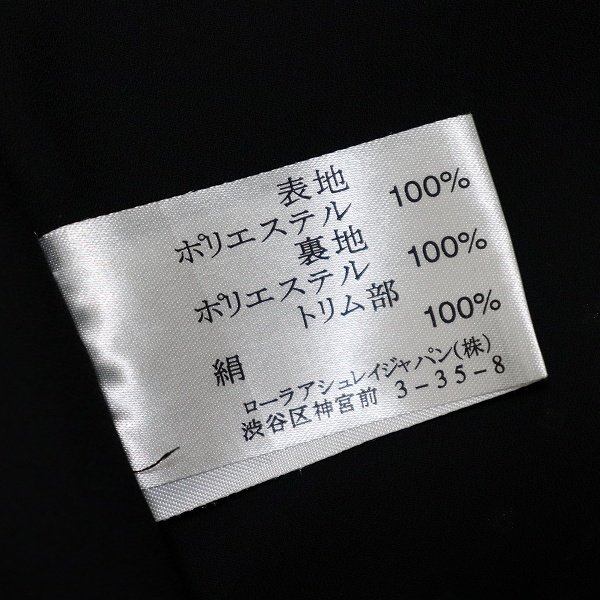 表地
ポリエステル 100%
裏地
ポリエステル 100%
トリム部
絹 100%
ローラアシュレイジャパン(株)
渋谷区神宮前 3-35-8